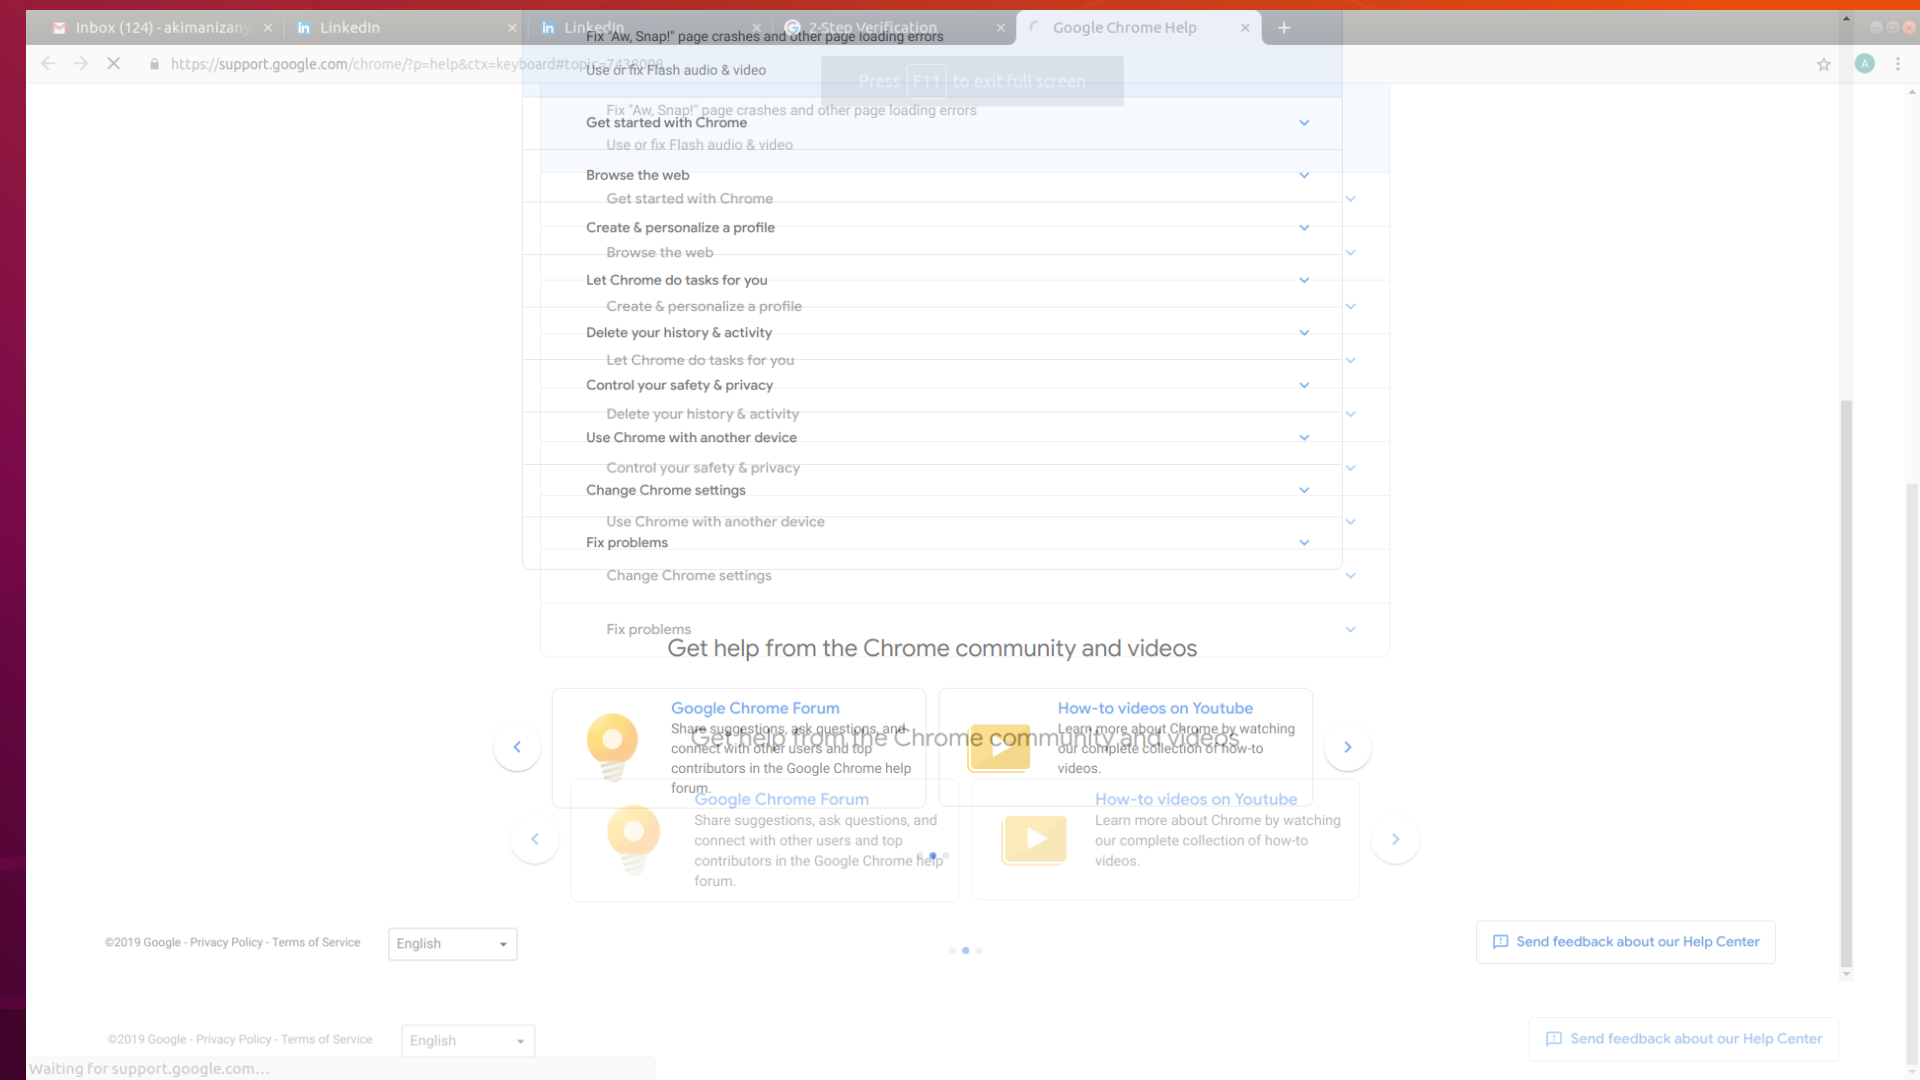 Inbox (124) - akimanizany
LinkedIn
LinkedIn
2-Step Verification
Google Chrome Help
https://support.google.com/chrome/?p=help&ctx=keyboard#topic=7438008
A
Press F11 to exit full screen
Fix "Aw, Snap!" page crashes and other page loading errors
Use or fix Flash audio & video
Get started with Chrome
Browse the web
Create & personalize a profile
Let Chrome do tasks for you
Delete your history & activity
Control your safety & privacy
Use Chrome with another device
Change Chrome settings
Fix problems
Get help from the Chrome community and videos
Google Chrome Forum
Share suggestions, ask questions, and
connect with other users and top
contributors in the Google Chrome help
forum.
How-to videos on Youtube
Learn more about Chrome by watching
our complete collection of how-to
videos.
©2019 Google - Privacy Policy - Terms of Service
English
Send feedback about our Help Center
Fix "Aw, Snap!" page crashes and other page loading errors
Use or fix Flash audio & video
Get started with Chrome
Browse the web
Create & personalize a profile
Let Chrome do tasks for you
Delete your history & activity
Control your safety & privacy
Use Chrome with another device
Change Chrome settings
Fix problems
Get help from the Chrome community and videos
Google Chrome Forum
Share suggestions, ask questions, and
connect with other users and top
contributors in the Google Chrome help
forum.
How-to videos on Youtube
Learn more about Chrome by watching
our complete collection of how-to
videos.
©2019 Google - Privacy Policy - Terms of Service
English
Send feedback about our Help Center
Waiting for support.google.com...